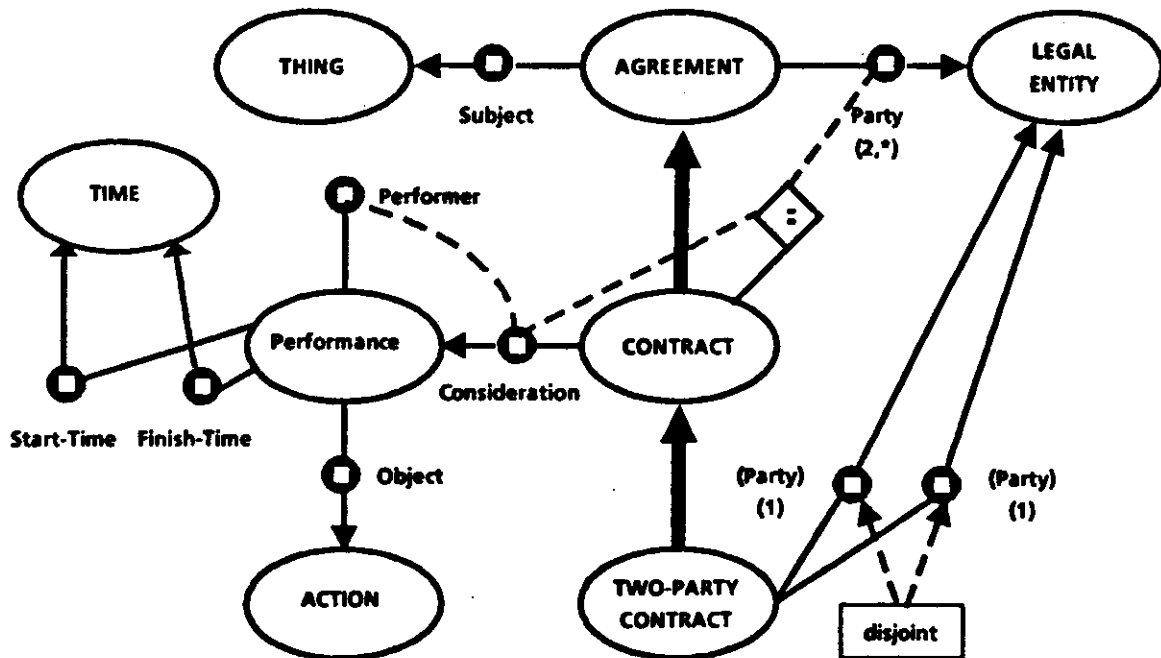 THING
AGREEMENT
LEGAL
ENTITY
Subject
Party
(2,*)
TIME
Performer
=
Performance
CONTRACT
Consideration
Start-Time
Finish-Time
Object
(Party)
(1)
(Party)
(1)
ACTION
TWO-PARTY
CONTRACT
disjoint